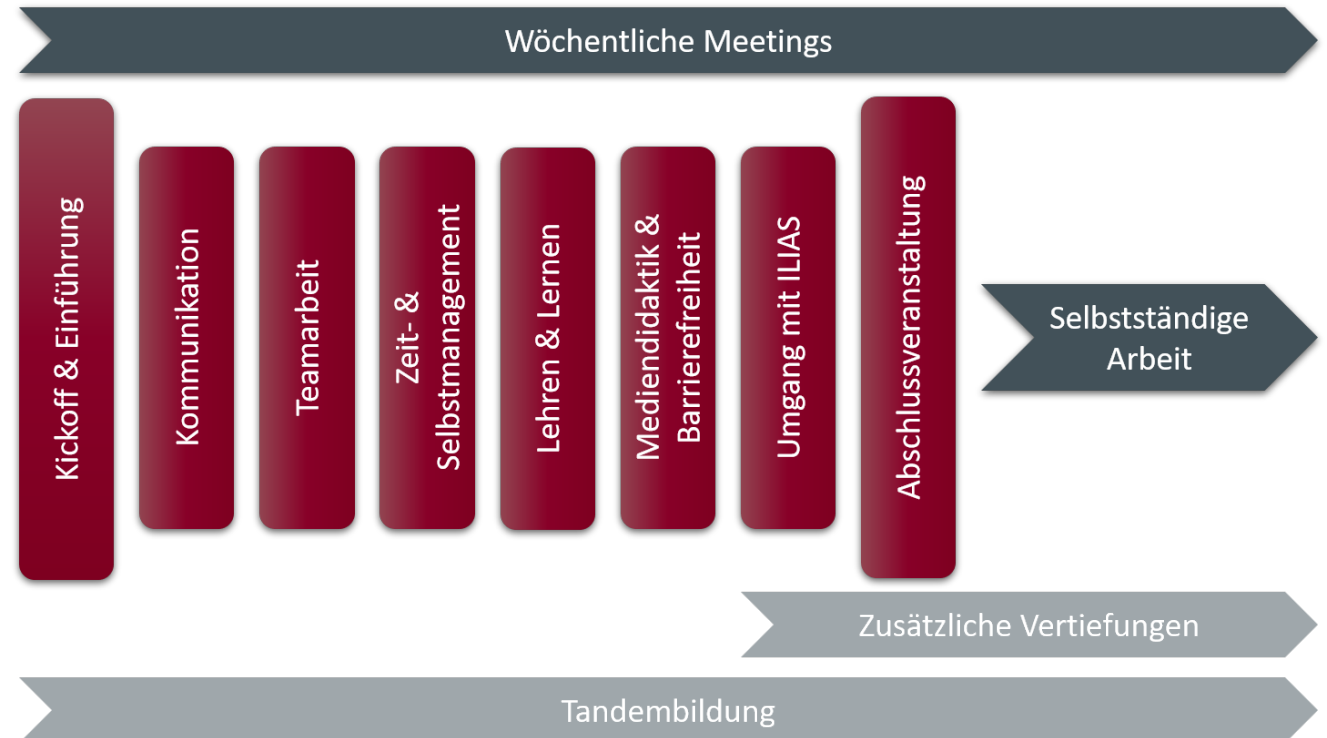 Wöchentliche Meetings
Kickoff & Einführung
Kommunikation
Teamarbeit
Zeit- &
Selbstmanagement
Lehren & Lernen
Mediendidaktik &
Barrierefreiheit
Umgang mit ILIAS
Abschlussveranstaltung
Selbstständige
Arbeit
Zusätzliche Vertiefungen
Tandembildung